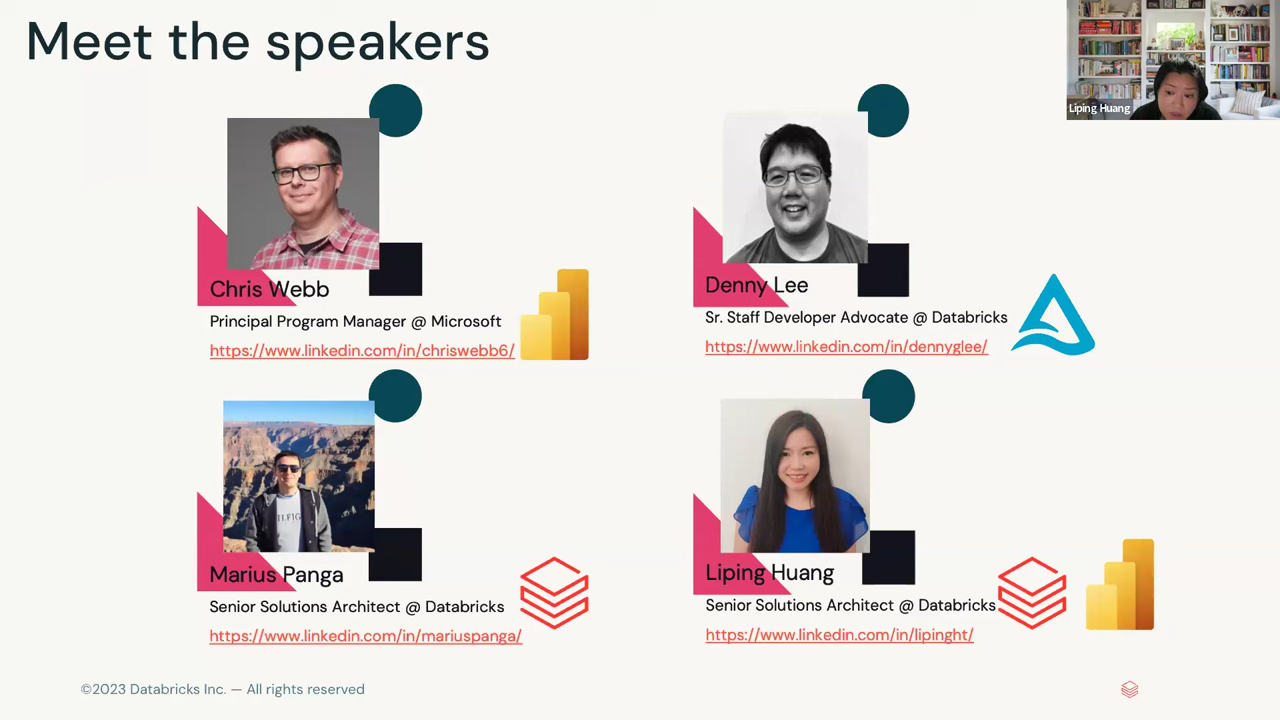 Meet the speakers
Liping Huang
Chris Webb
Principal Program Manager @ Microsoft
https://www.linkedin.com/in/chriswebb6/
Denny Lee
Sr. Staff Developer Advocate @ Databricks
https://www.linkedin.com/in/dennyglee/
TILFIG
Marius Panga
Senior Solutions Architect @ Databricks
https://www.linkedin.com/in/mariuspanga/
Liping Huang
Senior Solutions Architect @ Databricks
https://www.linkedin.com/in/lipinght/
©2023 Databricks Inc. — All rights reserved